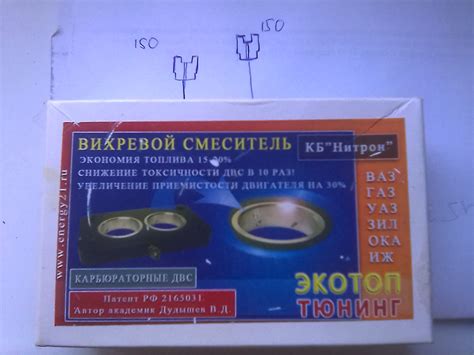 150
150
ВИХРЕВОЙ СМЕСИТЕЛЬ
КБ"Нитрон"
ЭКОНОМИЯ ТОПЛИВА 15-20%
СНИЖЕНИЕ ТОКСИЧНОСТИ ДВС В 10 РАЗ!
УВЕЛИЧЕНИЕ ПРИЕМИСТОСТИ ДВИГАТЕЛЯ НА 30%
ВАЗ
ГАЗ
УАЗ
ЗИЛ
ОКА
ИЖ
www.energy21.ru
КАРБЮРАТОРНЫЕ ДВС
ЭКОТОП
ТЮНИНГ
Патент РФ 2165031
Автор академик Дулышев В.Д.